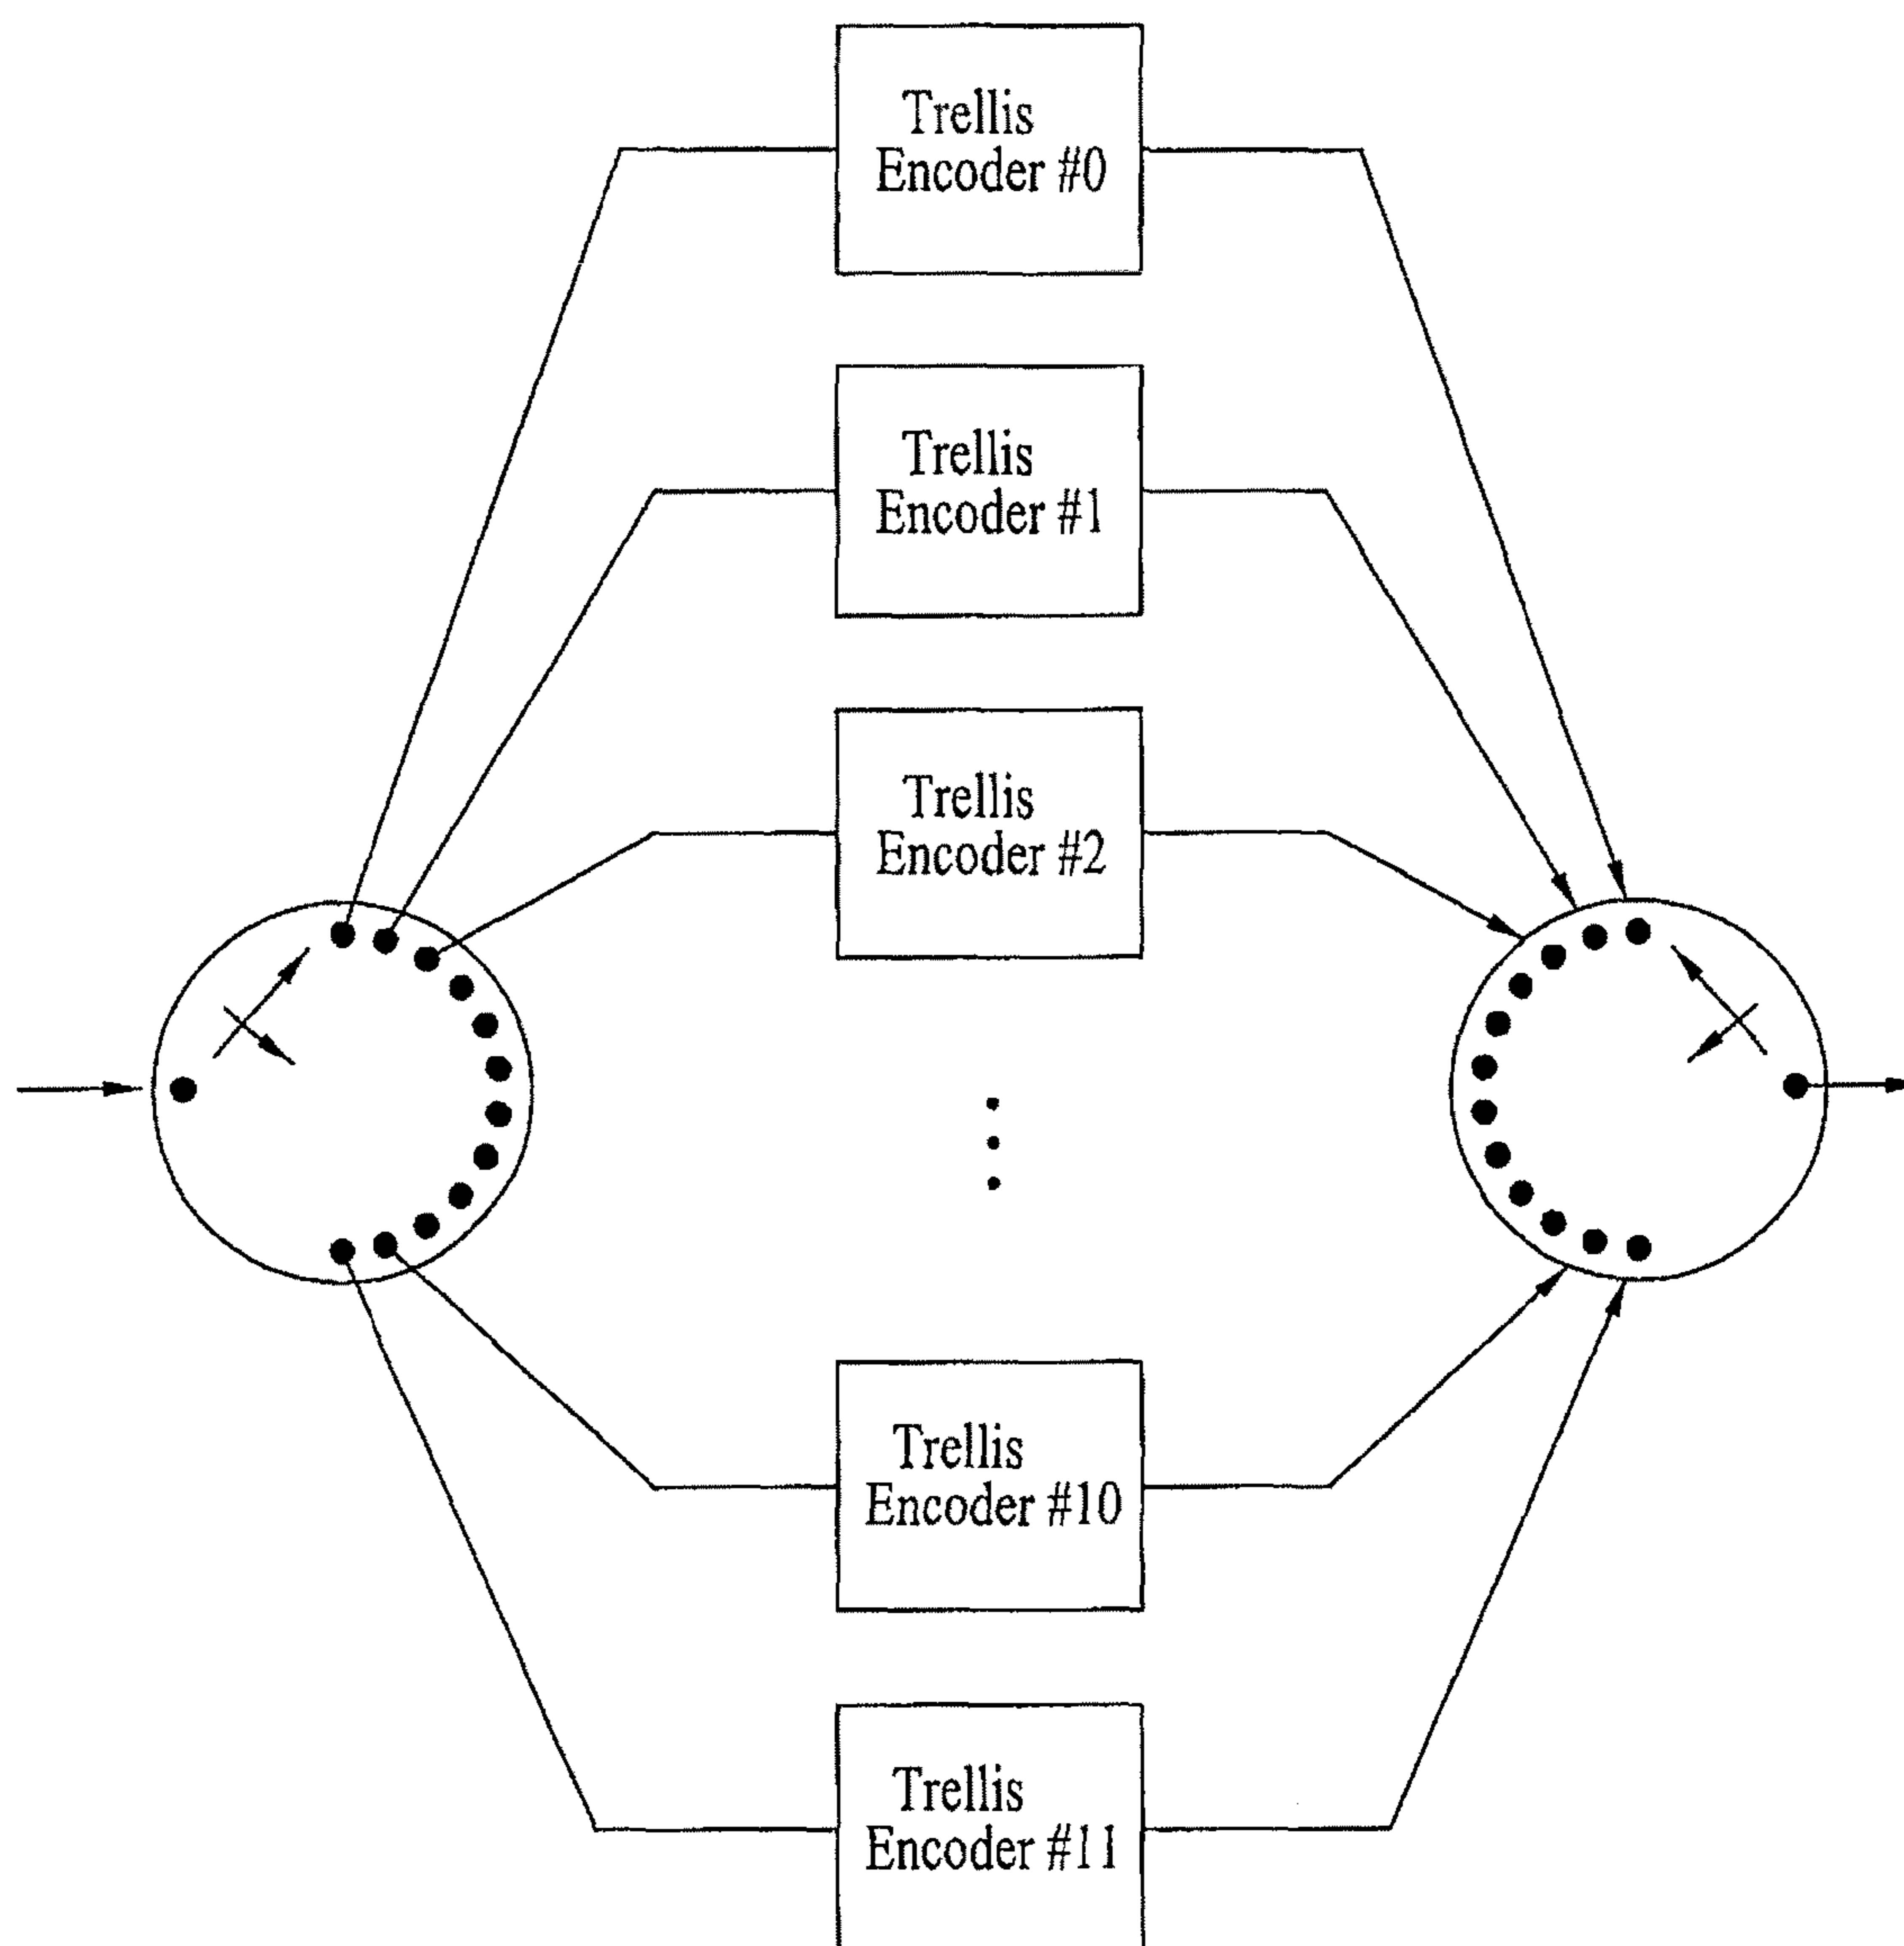 Trellis
Encoder #0
Trellis
Encoder #1
Trellis
Encoder #2
Trellis
Encoder #10
Trellis
Encoder #11